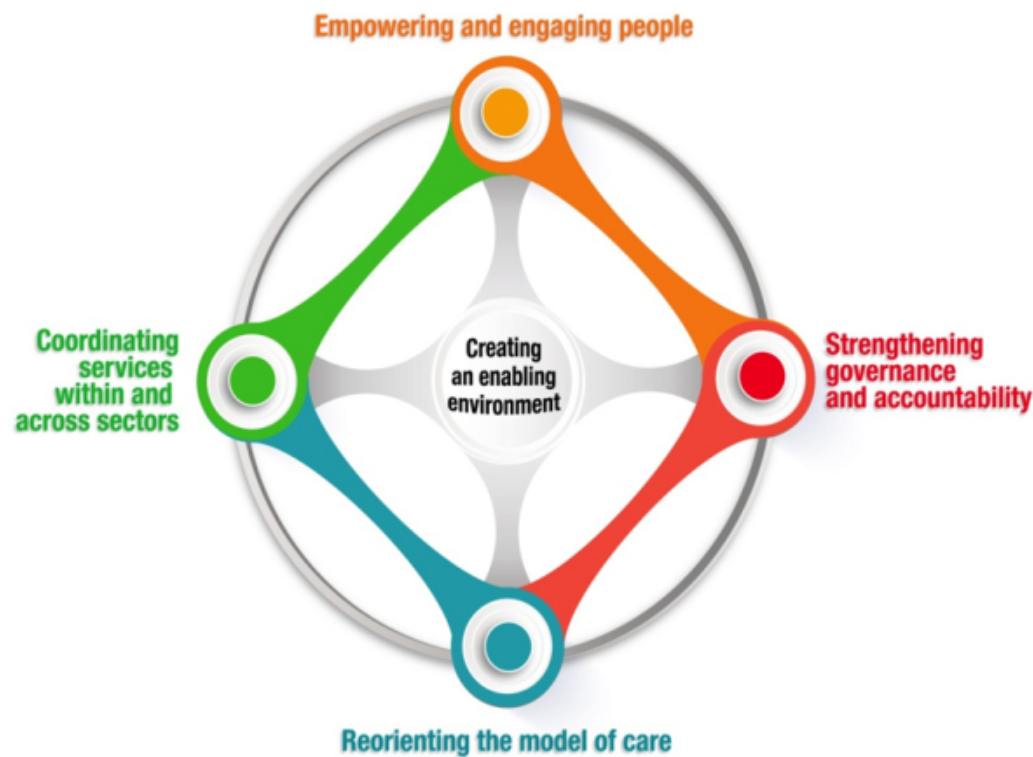 Empowering and engaging people
Coordinating
services
within and
across sectors
Creating
an enabling
environment
Strengthening
governance
and accountability
Reorienting the model of care